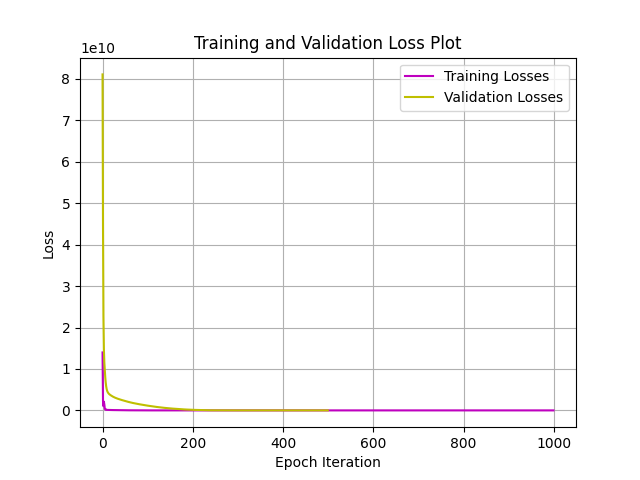 Training and Validation Loss Plot
1e10
Training Losses
Validation Losses
8
7
6
5
4
3
2
1
0
Loss
0 200 400 600 800 1000
Epoch Iteration